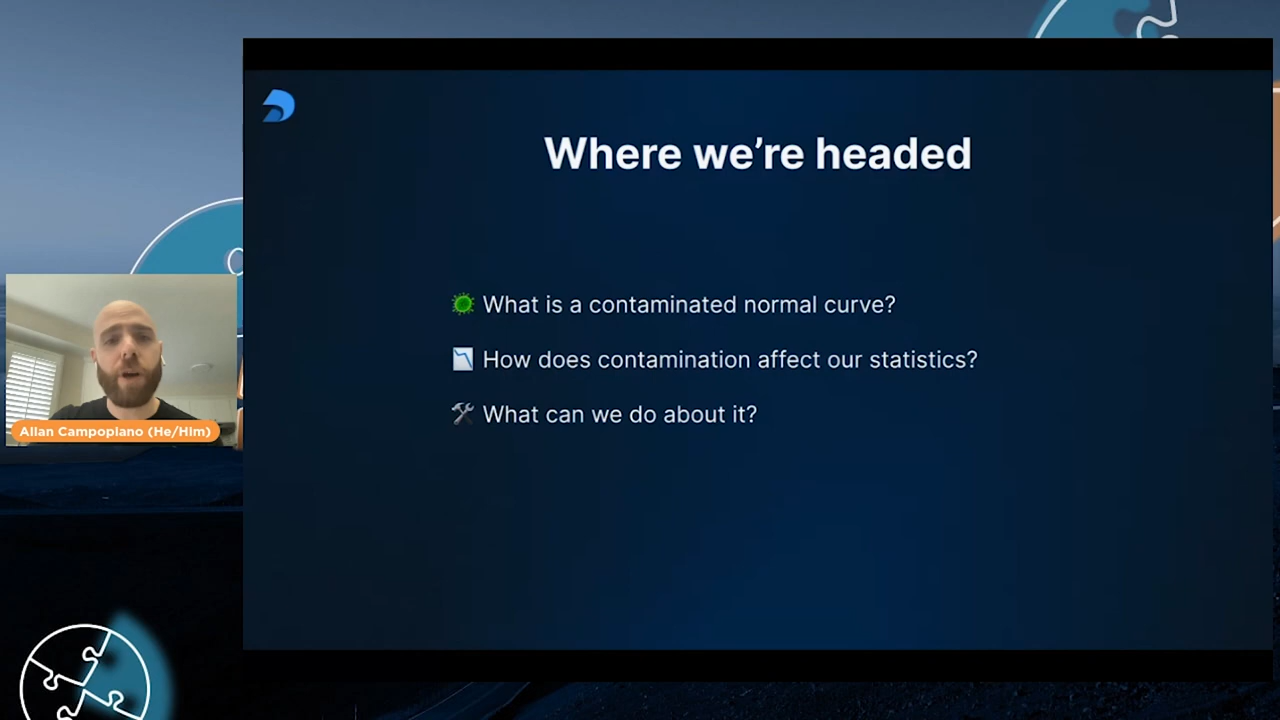 Where we're headed
What is a contaminated normal curve?
How does contamination affect our statistics?
What can we do about it?
Allan Campopiano (He/Him)